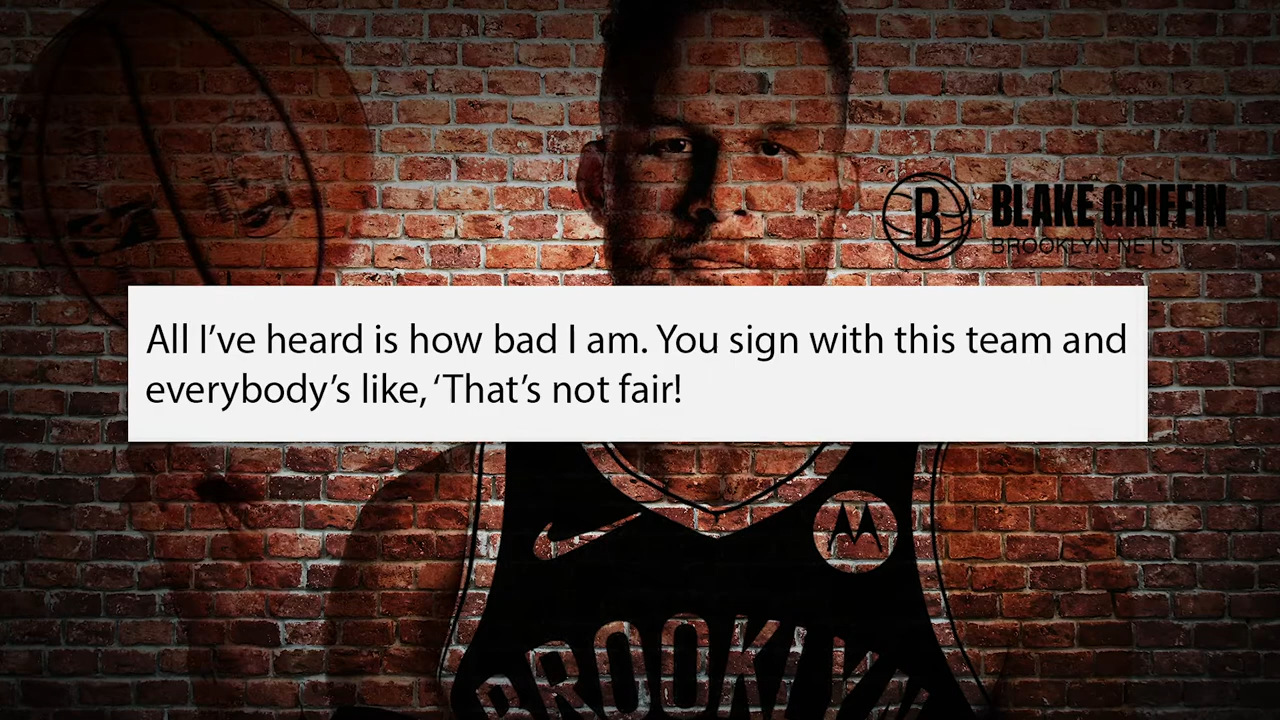 B
BLAKE GRIFFIN
BROOKLYN NETS
All I’ve heard is how bad I am. You sign with this team and
everybody’s like, ‘That’s not fair!
BROOKLYN